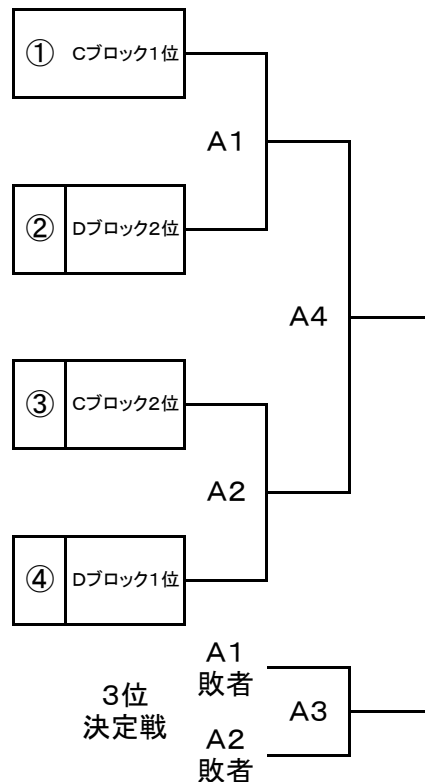 ① Cブロック1位
A1
② Dブロック2位
A4
③ Cブロック2位
A2
④ Dブロック1位
A1
敗者
3位
決定戦
A3
A2
敗者